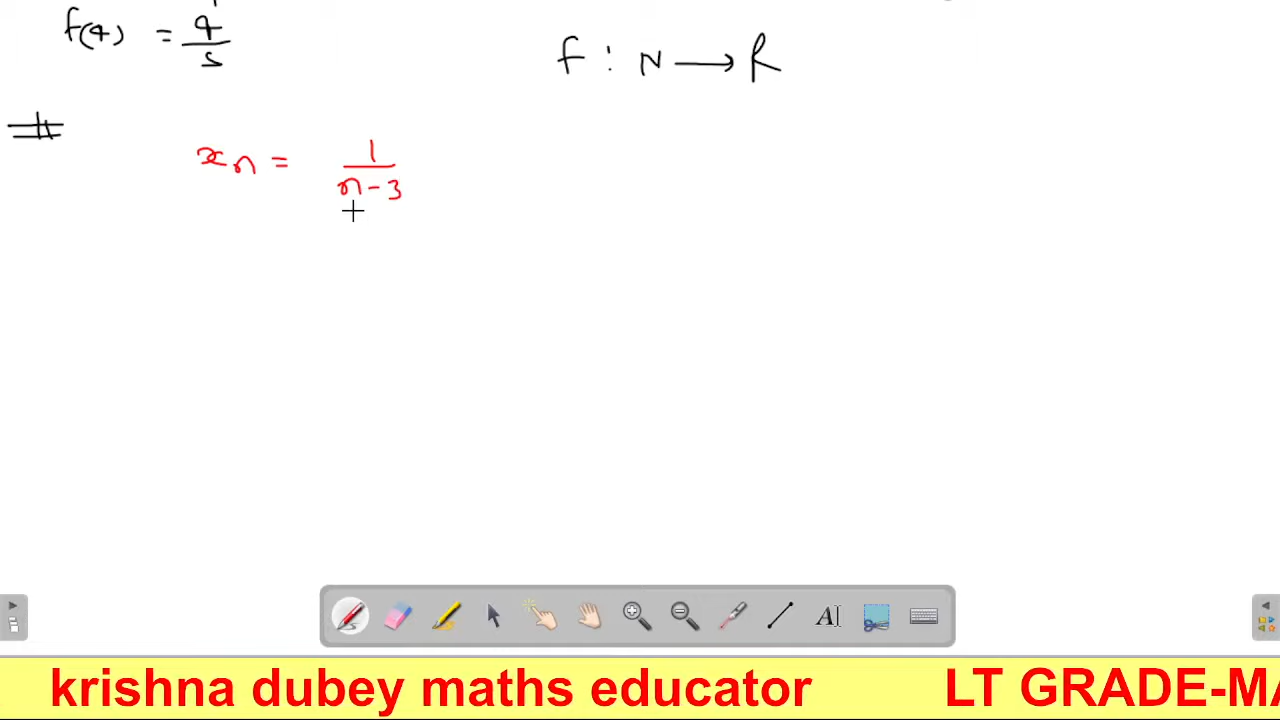 f(4) = 4/5
f : N → R
#
xn = 1/(n-3)
krishna dubey maths educator
LT GRADE-MA